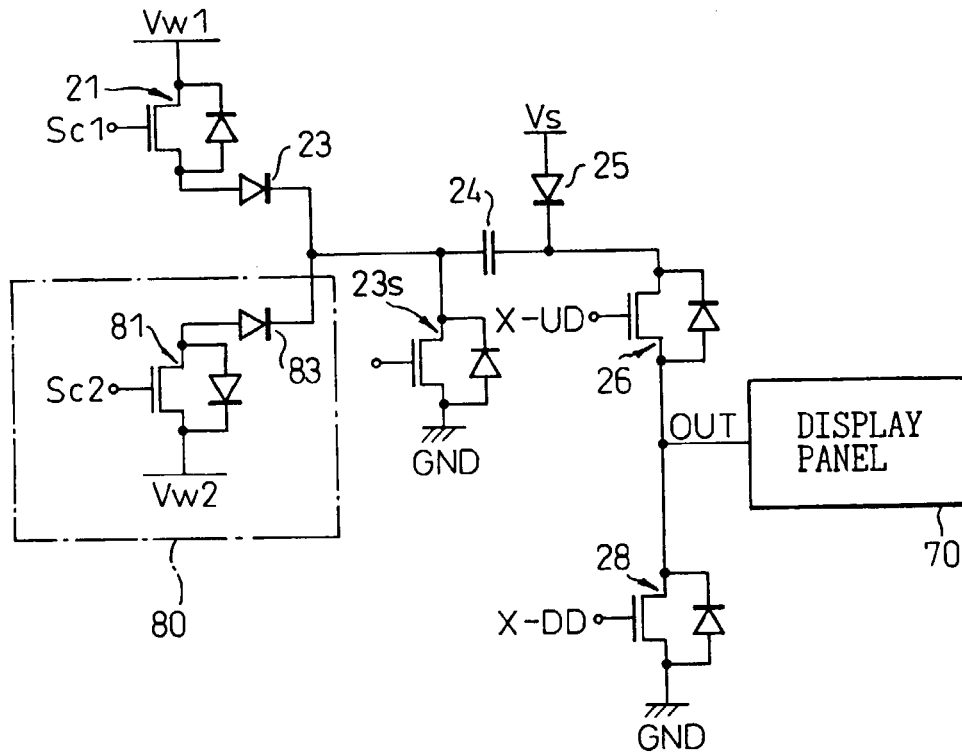 Vw1
21
Sc1
23
Vs
25
24
23s
X-UD
26
81
83
Sc2
Vw2
80
GND
OUT
DISPLAY
PANEL
70
28
X-DD
GND